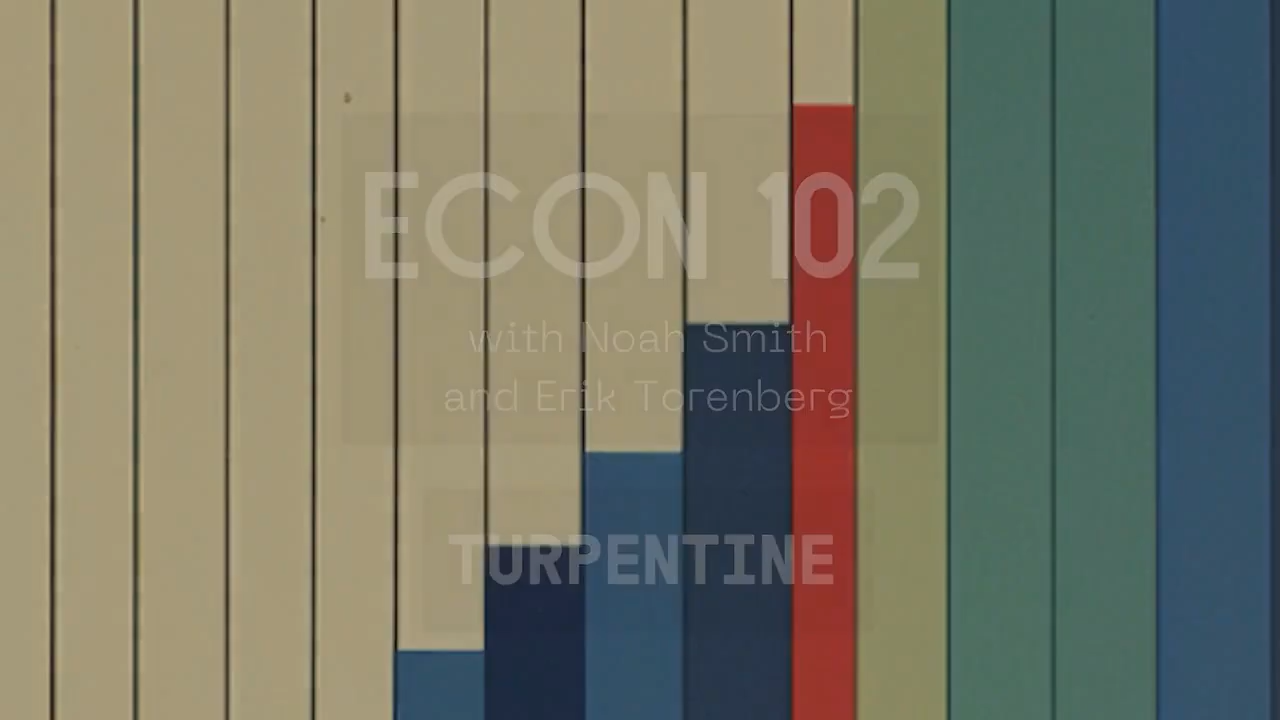 ECON 102
with Noah Smith
and Erik Torenberg
TURPENTINE